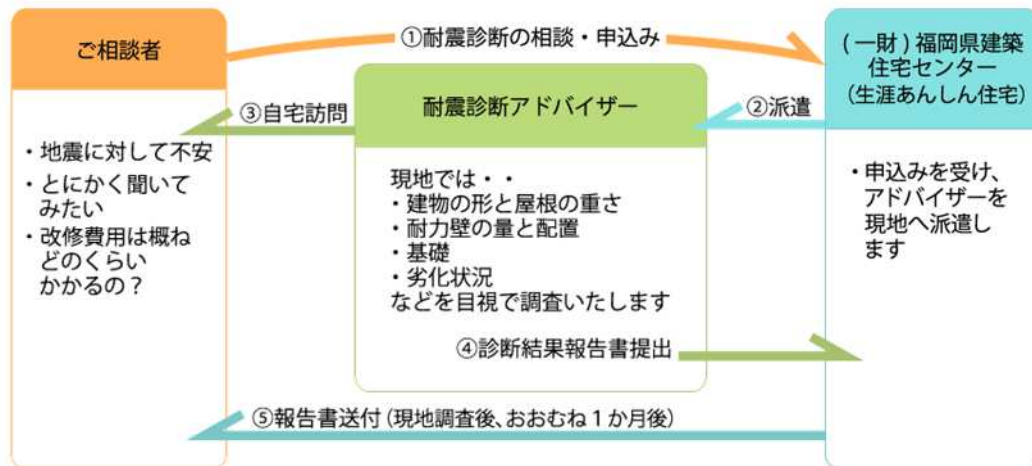 ご相談者
・地震に対して不安
・とにかく聞いて
みたい
・改修費用は概ね
どのくらい
かかるの？
①耐震診断の相談・申込み
(一財)福岡県建築
住宅センター
（生涯あんしん住宅）
・申込みを受け、
アドバイザーを
現地へ派遣し
ます
②派遣
耐震診断アドバイザー
現地では・・
・建物の形と屋根の重さ
・耐力壁の量と配置
・基礎
・劣化状況
などを目視で調査いたします
③自宅訪問
④診断結果報告書提出
⑤報告書送付（現地調査後、おおむね１か月後）